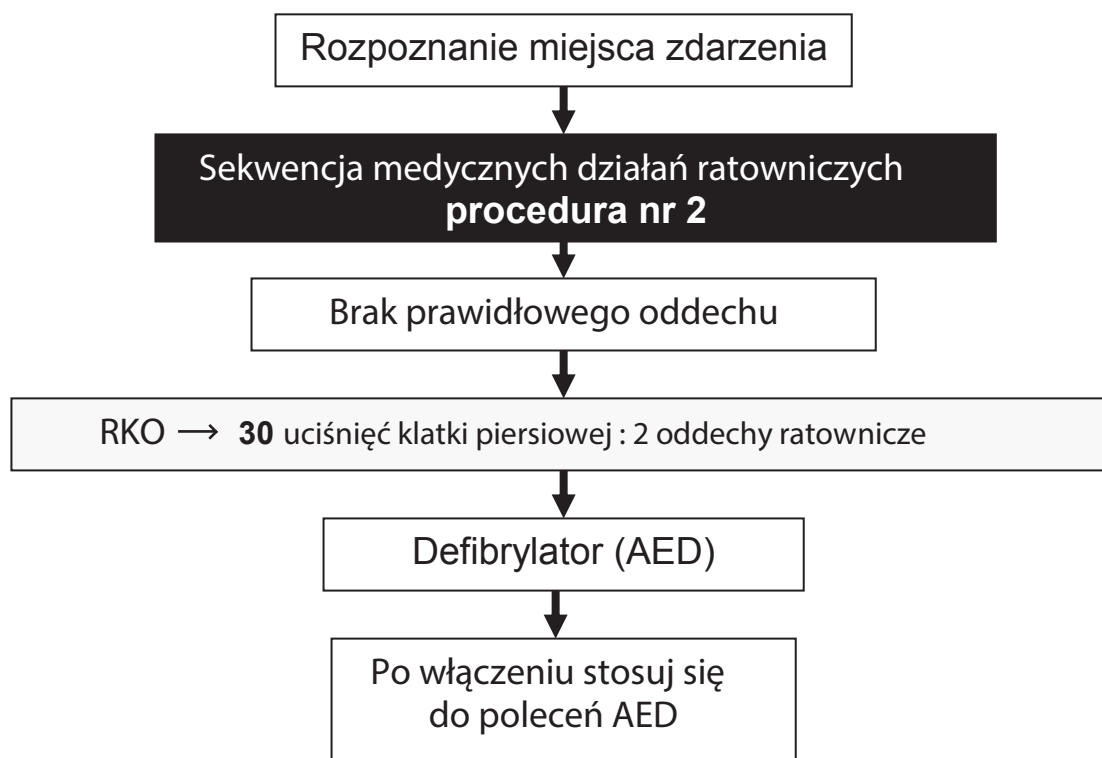 Rozpoznanie miejsca zdarzenia
Sekwencja medycznych działań ratowniczych
procedura nr 2
Brak prawidłowego oddechu
RKO → 30 uciśnięć klatki piersiowej : 2 oddechy ratownicze
Defibrylator (AED)
Po włączeniu stosuj się
do poleceń AED